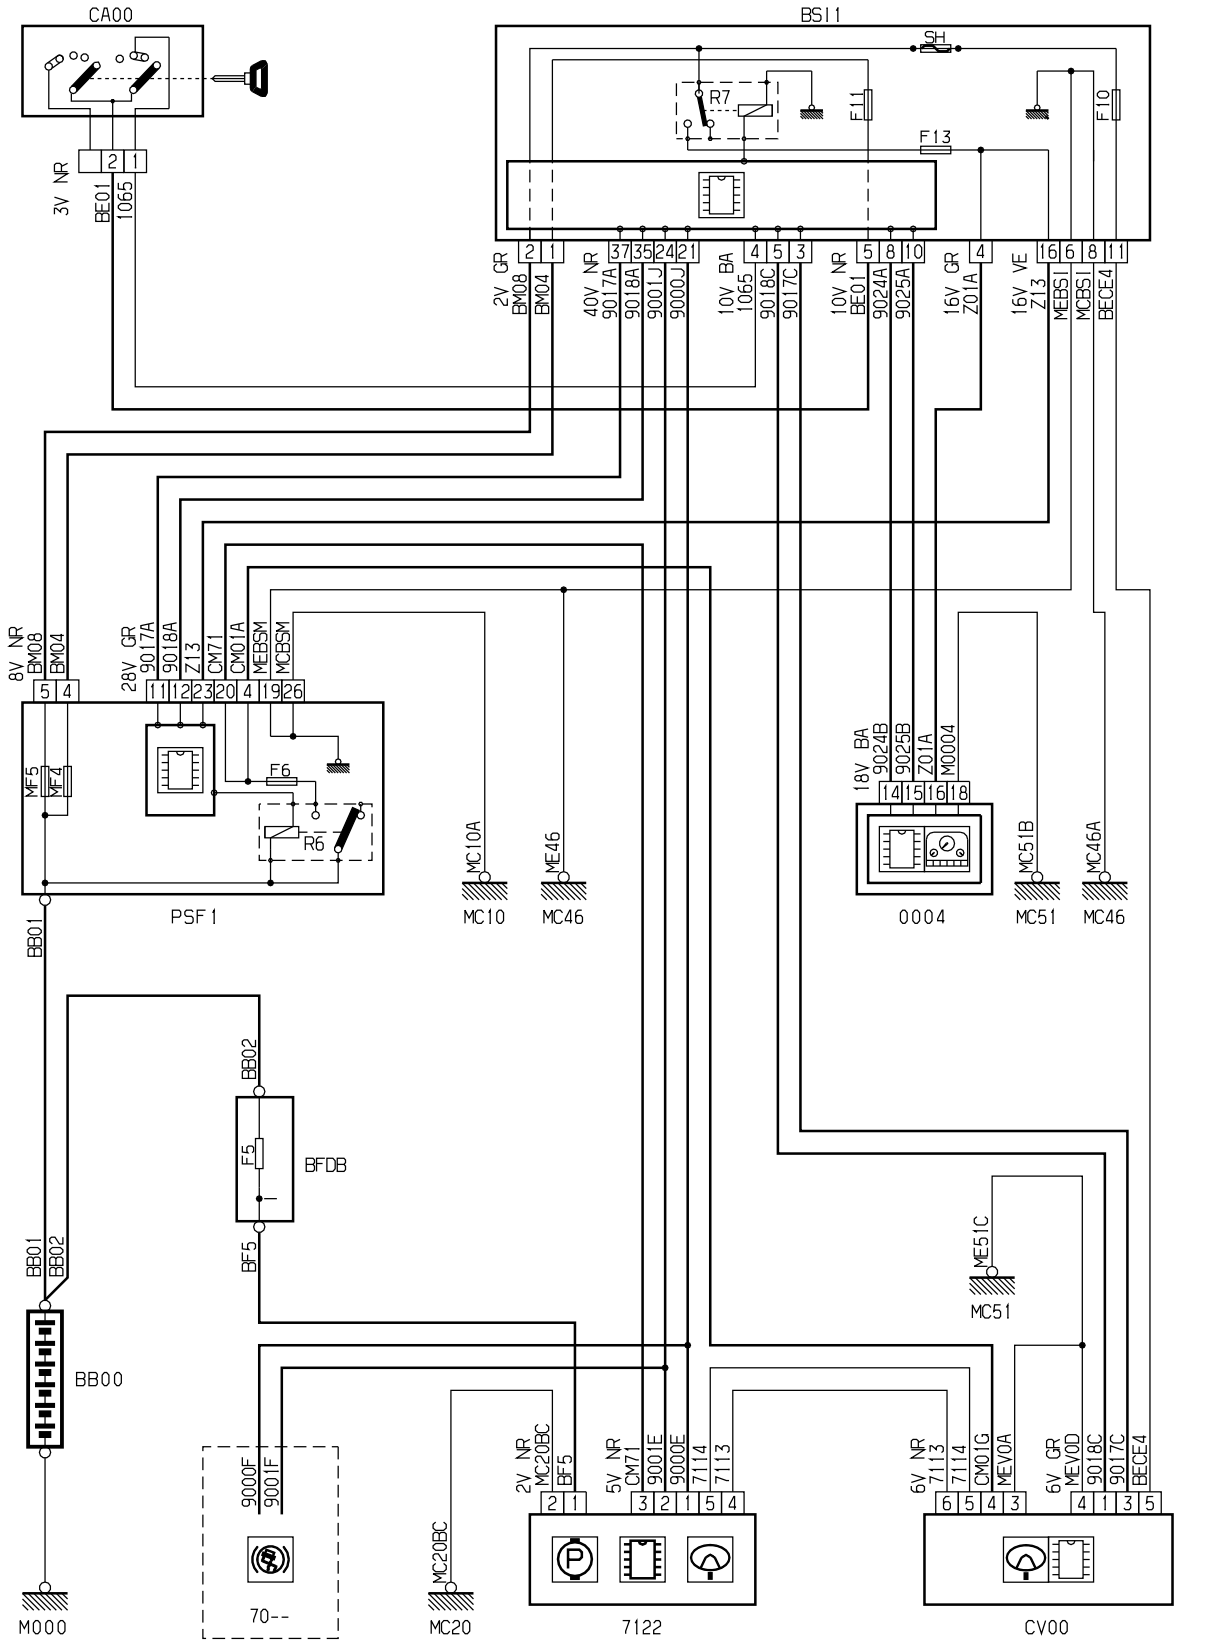 CA00
BSI1
SH
R7
F11
F10
F13
2 1
3V NR
BE01
1065
2 1
37 35 24 21
4 5 3
5 8 10
4
16 6 8 11
2V GR
BM08
BM04
40V NR
9017A
9018A
9001J
9000J
10V BA
1065
9018C
9017C
10V NR
BE01
9024A
9025A
16V GR
Z01A
16V VE
Z13
MEBSI
MCBSI
BECE4
8V NR
BM08
BM04
28V GR
9017A
9018A
Z13
CM71
CM01A
MEBSM
MCBSM
5 4
11 12 23 20 4 19 26
MF5
MF4
F6
R6
PSF1
MC10A
MC10
ME46
MC46
18V BA
9024B
9025B
Z01A
M0004
14 15 16 18
0004
MC51B
MC51
MC46A
MC46
BB01
BB02
F5
BFDB
BF5
BB01
BB02
BB00
M000
ME51C
MC51
9000F
9001F
70--
MC20BC
MC20
2V NR
MC20BC
BF5
2 1
5V NR
CM71
9001E
9000E
7114
7113
3 2 1 5 4
P
7122
6V NR
7113
7114
CM01G
MEV0A
6 5 4 3
6V GR
MEV0D
9018C
9017C
BECE4
4 1 3 5
CV00